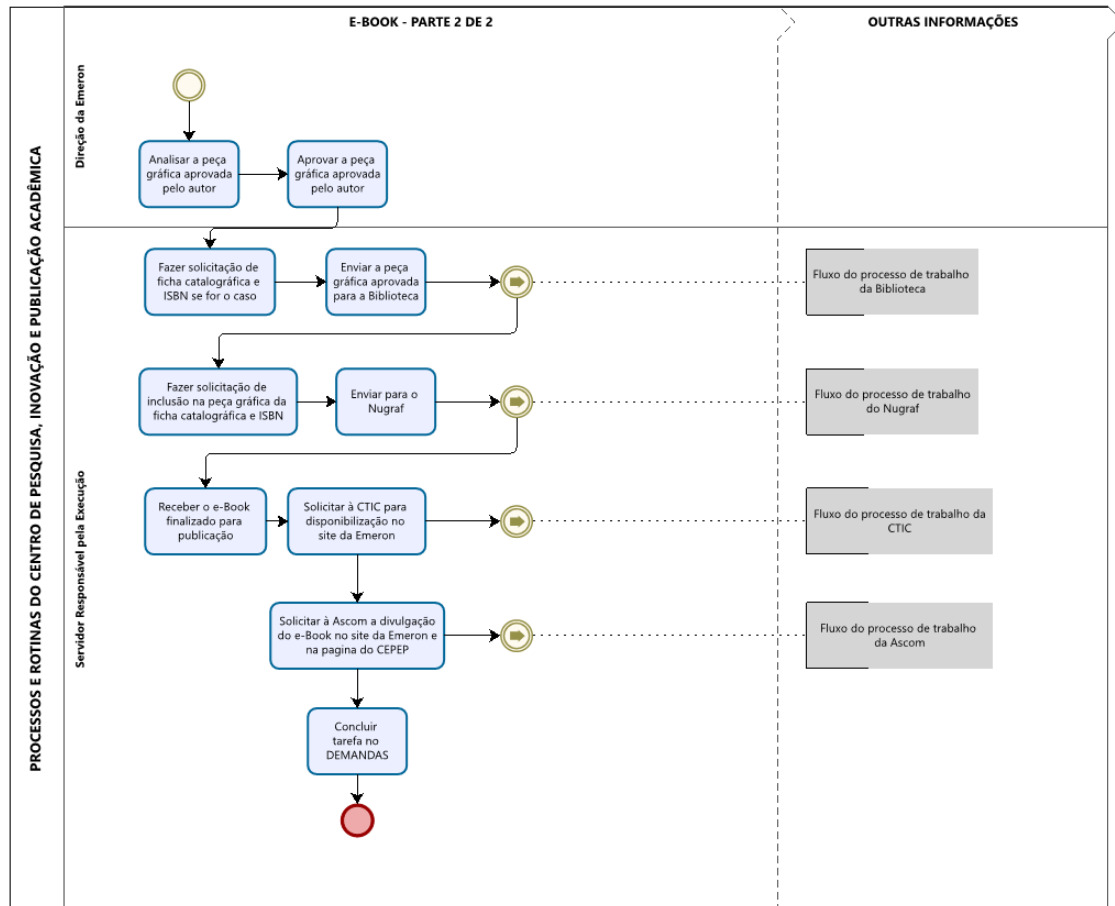 E-BOOK - PARTE 2 DE 2
OUTRAS INFORMAÇÕES
PROCESSOS E ROTINAS DO CENTRO DE PESQUISA, INOVAÇÃO E PUBLICAÇÃO ACADÊMICA
Direção da Emeron
Analisar a peça
gráfica aprovada
pelo autor
Aprovar a peça
gráfica aprovada
pelo autor
Servidor Responsável pela Execução
Fazer solicitação de
ficha catalográfica e
ISBN se for o caso
Enviar a peça
gráfica aprovada
para a Biblioteca
Fluxo do processo de trabalho
da Biblioteca
Fazer solicitação de
inclusão na peça gráfica da
ficha catalográfica e ISBN
Enviar para o
Nugraf
Fluxo do processo de trabalho
do Nugraf
Receber o e-Book
finalizado para
publicação
Solicitar à CTIC para
disponibilização no
site da Emeron
Fluxo do processo de trabalho da
CTIC
Solicitar à Ascom a divulgação
do e-Book no site da Emeron e
na pagina do CEPEP
Fluxo do processo de trabalho
da Ascom
Concluir
tarefa no
DEMANDAS